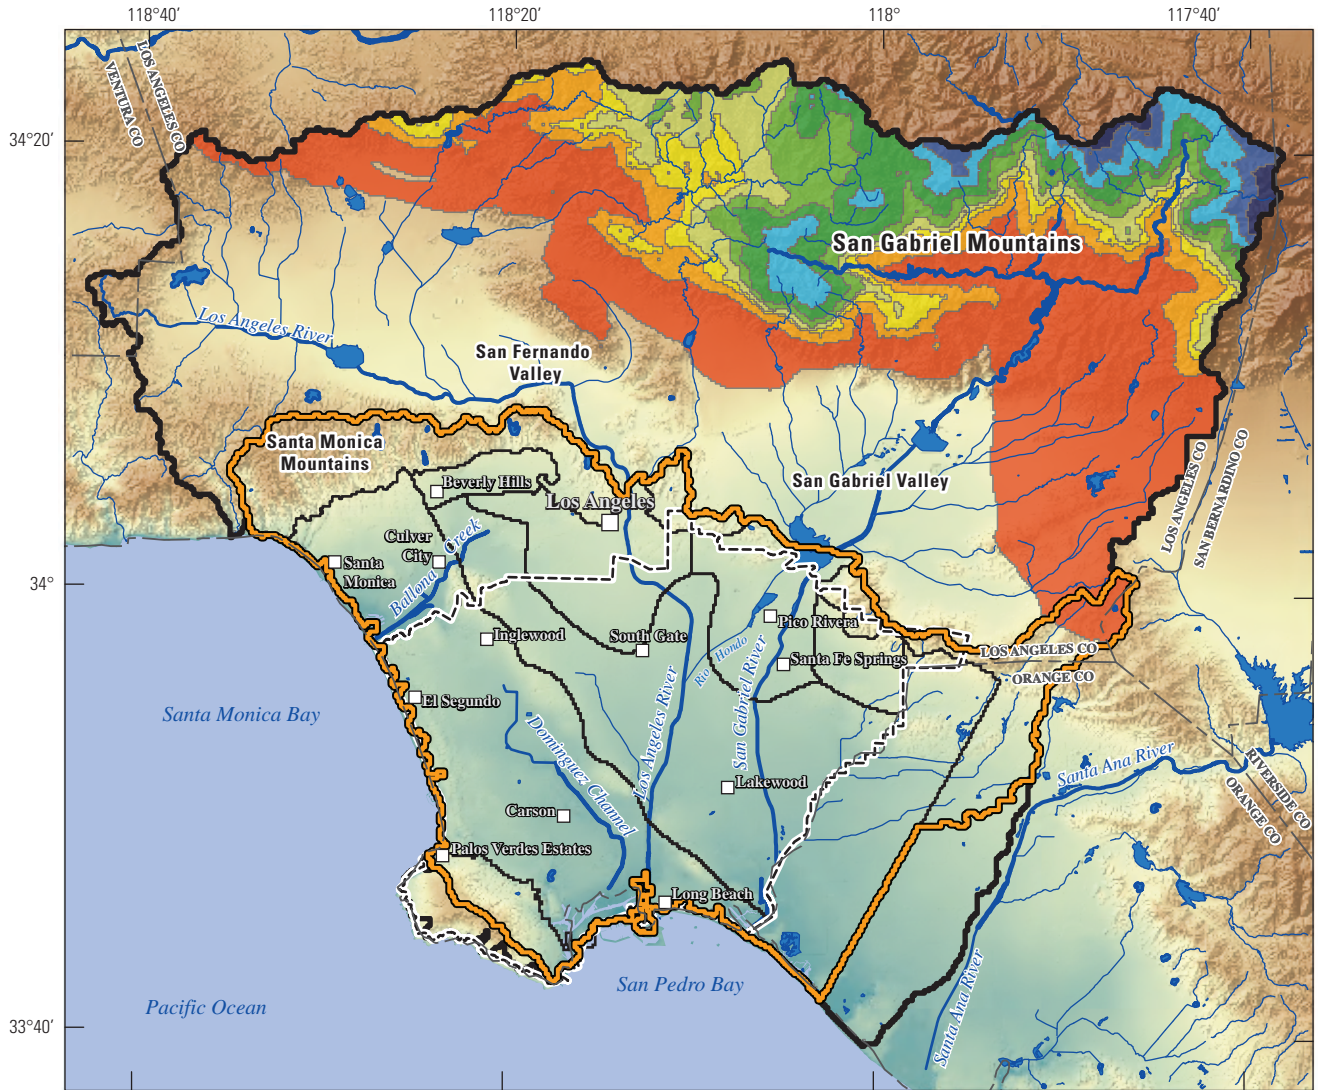 118°40′
118°20′
118°
117°40′
34°20′
34°
33°40′
VENTURA CO
LOS ANGELES CO
San Gabriel Mountains
Los Angeles River
San Fernando
Valley
Santa Monica
Mountains
San Gabriel Valley
LOS ANGELES CO
SAN BERNARDINO CO
Beverly Hills
Los Angeles
Culver
City
Ballona Creek
Santa
Monica
Inglewood
South Gate
Pico Rivera
Rio Hondo
Santa Fe Springs
LOS ANGELES CO
ORANGE CO
El Segundo
Santa Monica Bay
Dominguez Channel
Los Angeles River
San Gabriel River
Santa Ana River
RIVERSIDE CO
ORANGE CO
Lakewood
Carson
Palos Verdes Estates
Long Beach
San Pedro Bay
Pacific Ocean
Santa Ana River